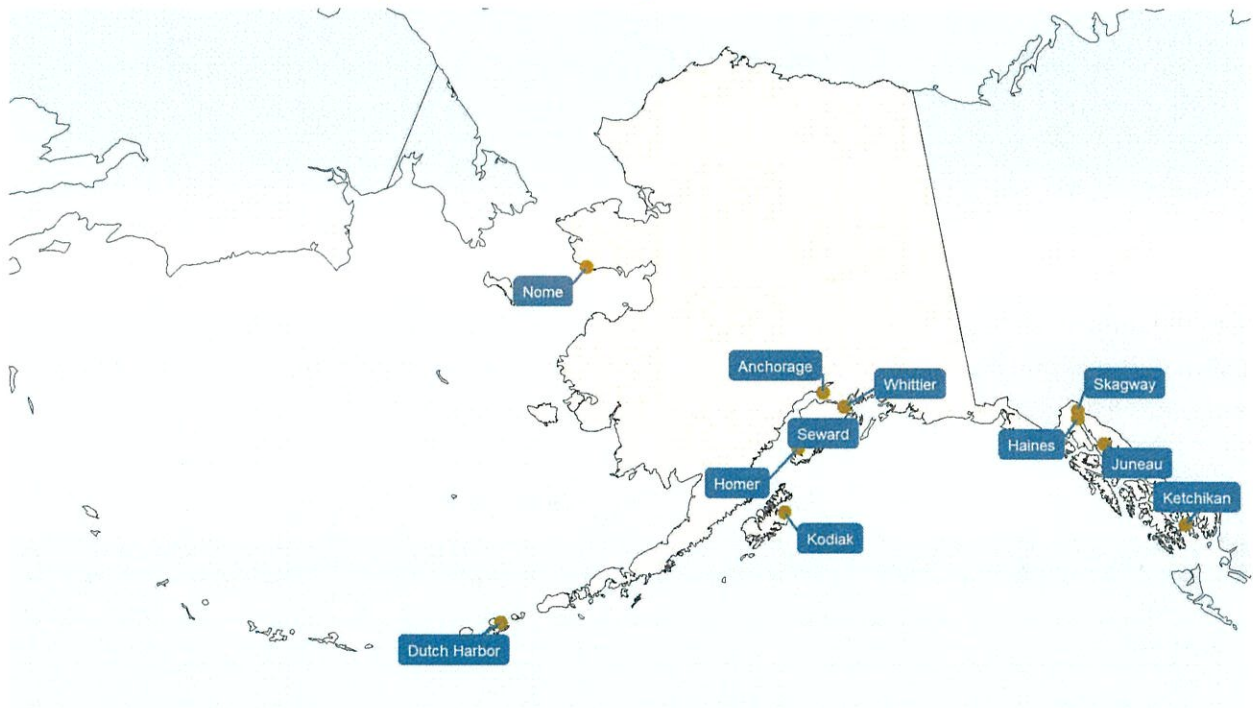 Nome
Anchorage
Whittier
Skagway
Seward
Haines
Juneau
Homer
Ketchikan
Kodiak
Dutch Harbor